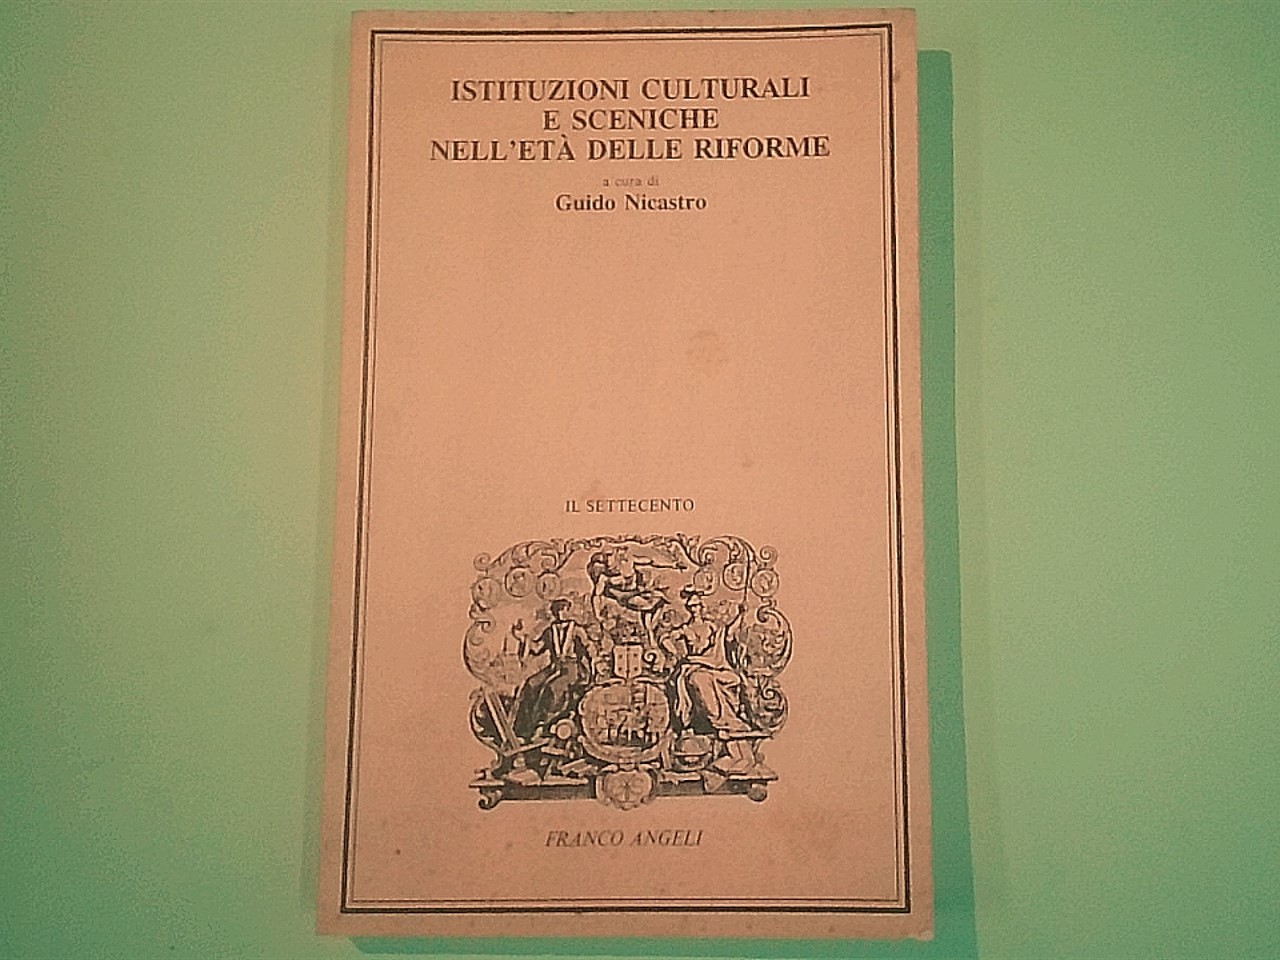 ISTITUZIONI CULTURALI
E SCENICHE
NELL'ETÀ DELLE RIFORME
a cura di
Guido Nicastro
IL SETTECENTO
FRANCO ANGELI